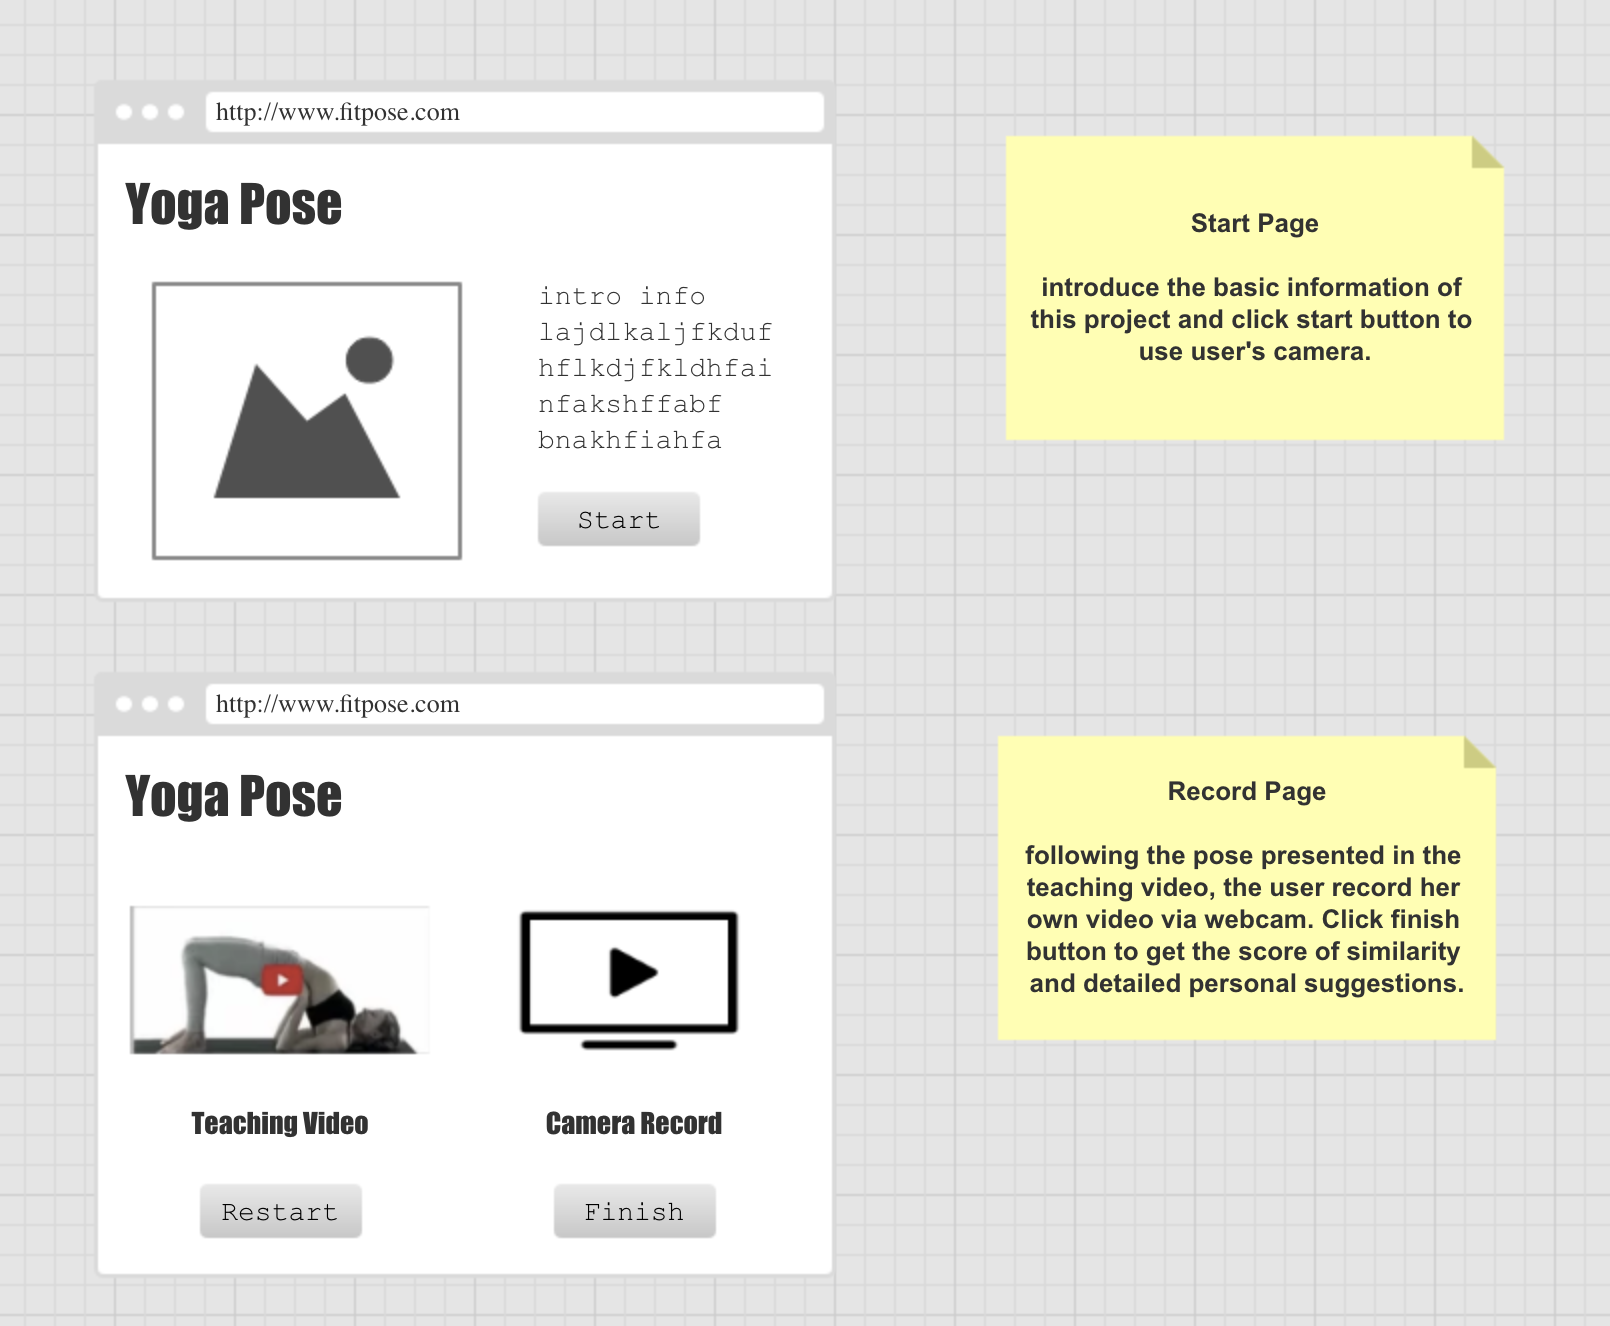 http://www.fitpose.com
Yoga Pose
intro info
lajdlkaljfkduf
hflkdjfkldhfai
nfakshffabf
bnakhfiahfa
Start
Start Page
introduce the basic information of
this project and click start button to
use user's camera.
http://www.fitpose.com
Yoga Pose
Teaching Video
Camera Record
Restart
Finish
Record Page
following the pose presented in the
teaching video, the user record her
own video via webcam. Click finish
button to get the score of similarity
and detailed personal suggestions.